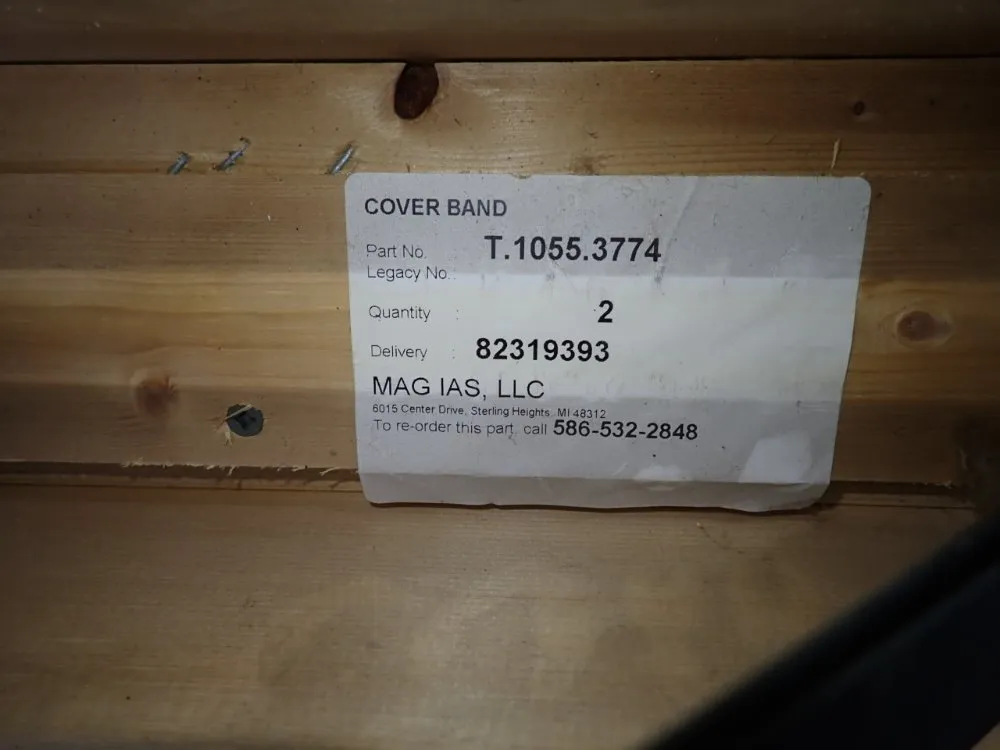 COVER BAND
Part No. T.1055.3774
Legacy No. :
Quantity : 2
Delivery : 82319393
MAG IAS, LLC
6015 Center Drive, Sterling Heights, MI 48312
To re-order this part, call 586-532-2848